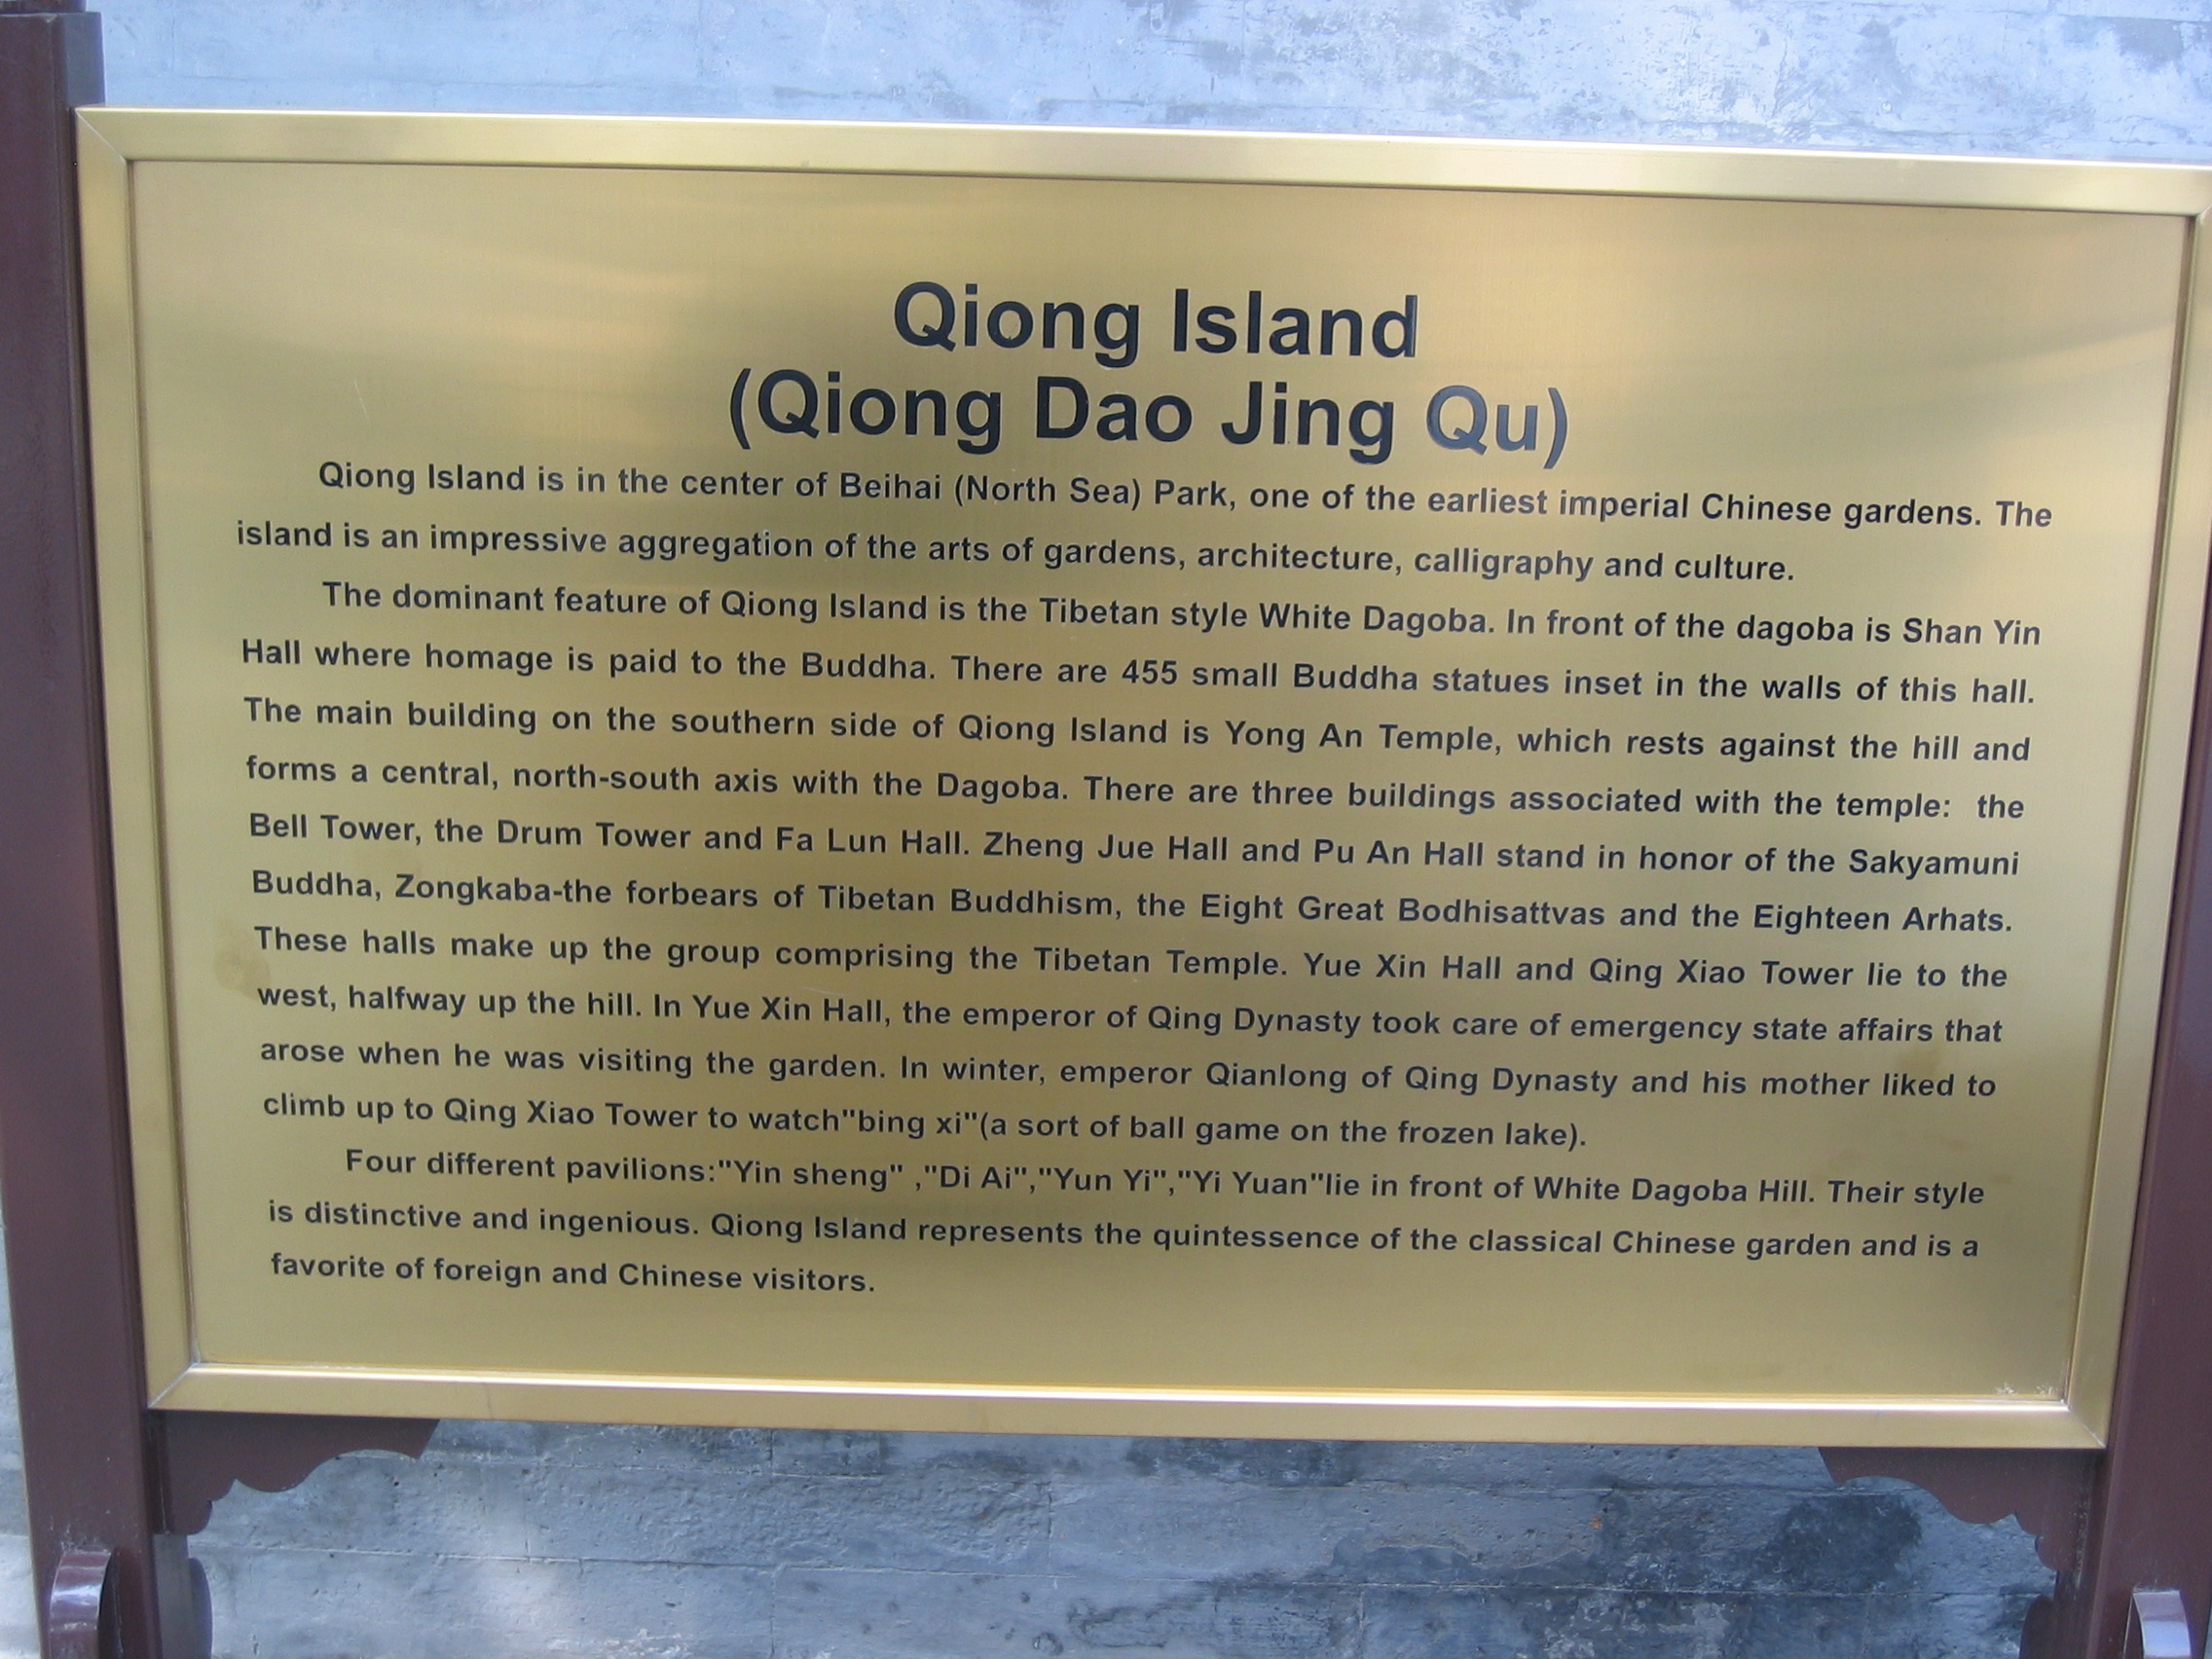 Qiong Island
(Qiong Dao Jing Qu)
Qiong Island is in the center of Beihai (North Sea) Park, one of the earliest imperial Chinese gardens. The
island is an impressive aggregation of the arts of gardens, architecture, calligraphy and culture.
The dominant feature of Qiong Island is the Tibetan style White Dagoba. In front of the dagoba is Shan Yin
Hall where homage is paid to the Buddha. There are 455 small Buddha statues inset in the walls of this hall.
The main building on the southern side of Qiong Island is Yong An Temple, which rests against the hill and
forms a central, north-south axis with the Dagoba. There are three buildings associated with the temple: the
Bell Tower, the Drum Tower and Fa Lun Hall. Zheng Jue Hall and Pu An Hall stand in honor of the Sakyamuni
Buddha, Zongkaba-the forbears of Tibetan Buddhism, the Eight Great Bodhisattvas and the Eighteen Arhats.
These halls make up the group comprising the Tibetan Temple. Yue Xin Hall and Qing Xiao Tower lie to the
west, halfway up the hill. In Yue Xin Hall, the emperor of Qing Dynasty took care of emergency state affairs that
arose when he was visiting the garden. In winter, emperor Qianlong of Qing Dynasty and his mother liked to
climb up to Qing Xiao Tower to watch"bing xi"(a sort of ball game on the frozen lake).
Four different pavilions:"Yin sheng" ,"Di Ai","Yun Yi","Yi Yuan"lie in front of White Dagoba Hill. Their style
is distinctive and ingenious. Qiong Island represents the quintessence of the classical Chinese garden and is a
favorite of foreign and Chinese visitors.